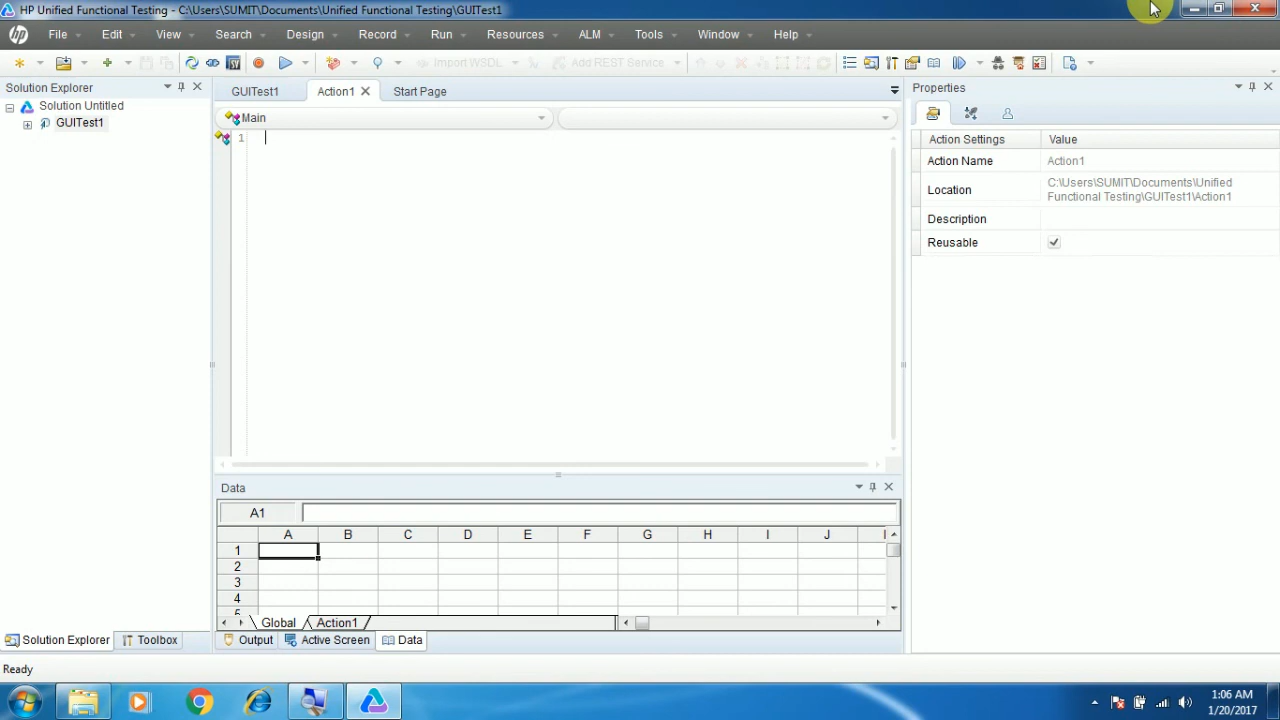 HP Unified Functional Testing - C:\Users\SUMIT\Documents\Unified Functional Testing\GUITest1
hp File Edit View Search Design Record Run Resources ALM Tools Window Help
Import WSDL Add REST Service
Solution Explorer
Solution Untitled
GUITest1
GUITest1 Action1 Start Page
Main
1
Properties
Action Settings Value
Action Name Action1
Location C:\Users\SUMIT\Documents\Unified
Functional Testing\GUITest1\Action1
Description
Reusable
Data
A1
A B C D E F G H I J
1
2
3
4
5
Global Action1
Solution Explorer Toolbox Output Active Screen Data
Ready
1:06 AM
1/20/2017